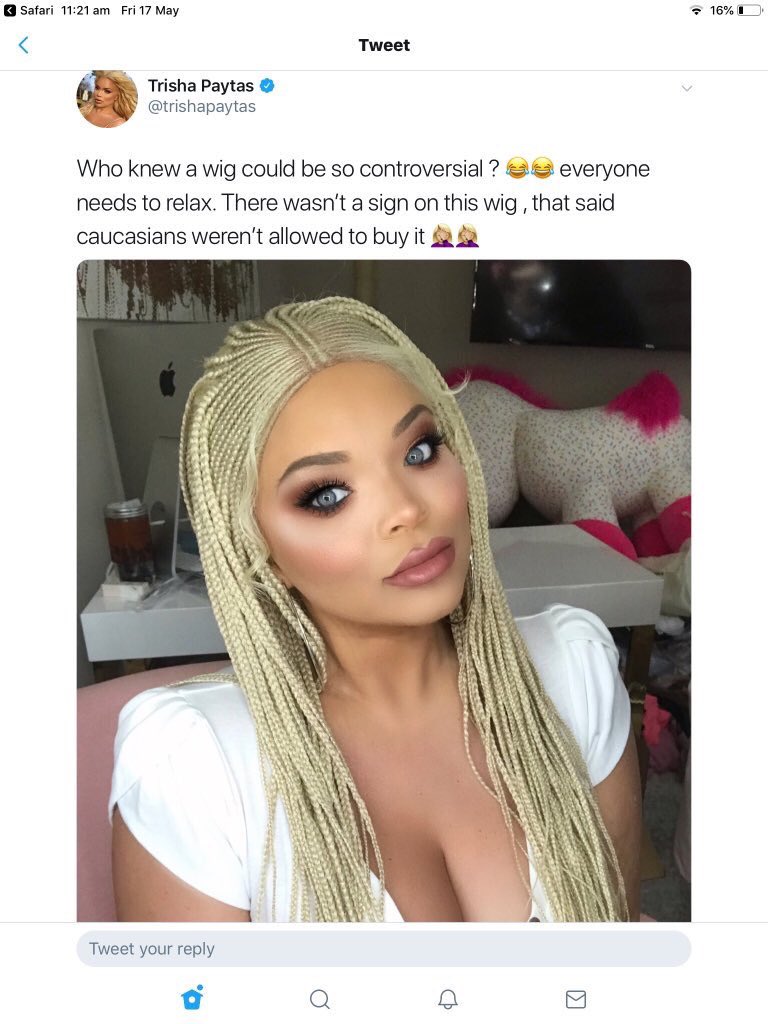 Safari 11:21 am Fri 17 May 16%
Tweet
Trisha Paytas
@trishapaytas
Who knew a wig could be so controversial ? 😂😂 everyone
needs to relax. There wasn’t a sign on this wig , that said
caucasians weren’t allowed to buy it 🤦🏼‍♀️🤦🏼‍♀️
Tweet your reply